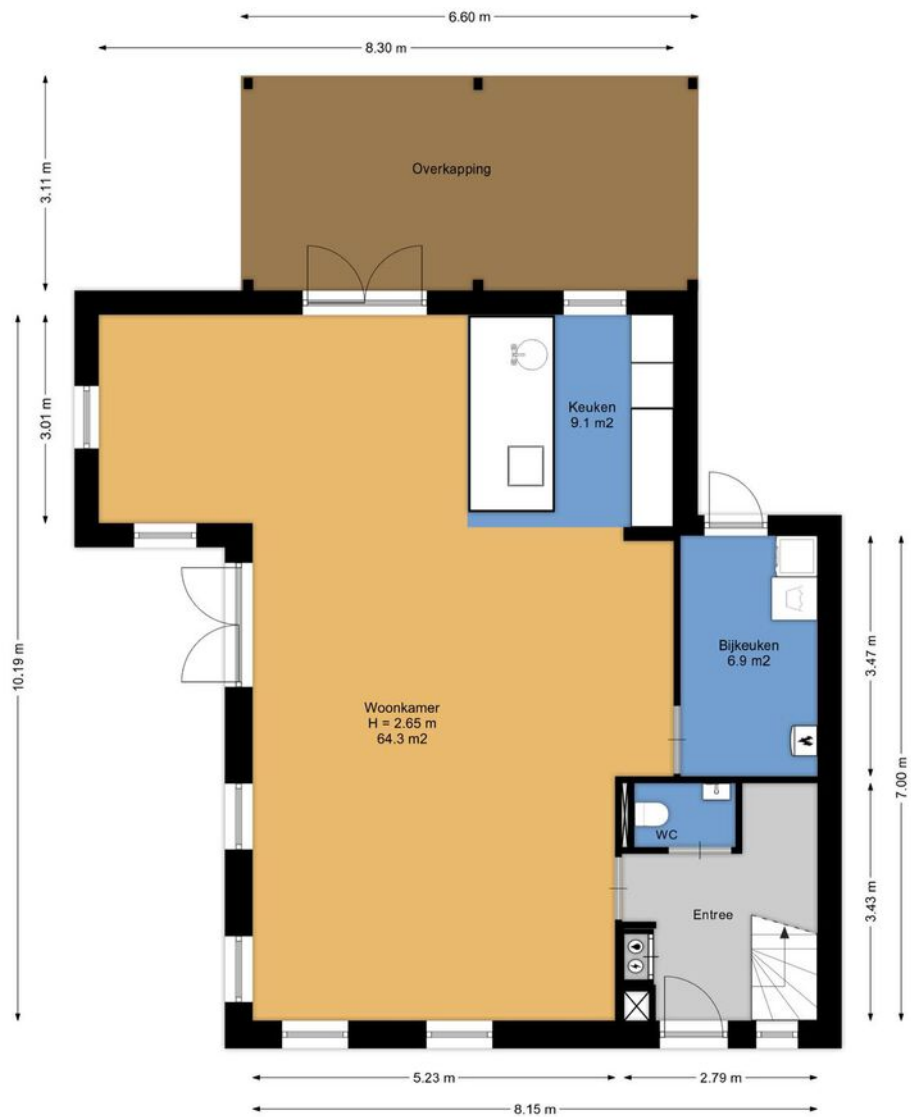 6.60 m
8.30 m
3.11 m
Overkapping
3.01 m
Keuken
9.1 m2
10.19 m
Woonkamer
H = 2.65 m
64.3 m2
Bijkeuken
6.9 m2
3.47 m
7.00 m
WC
Entree
3.43 m
5.23 m
2.79 m
8.15 m